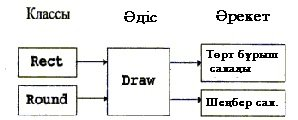 Классы Әдіс Әрекет
Rect
Draw
Round
Төрт бұрыш
салады
Шеңбер сал.